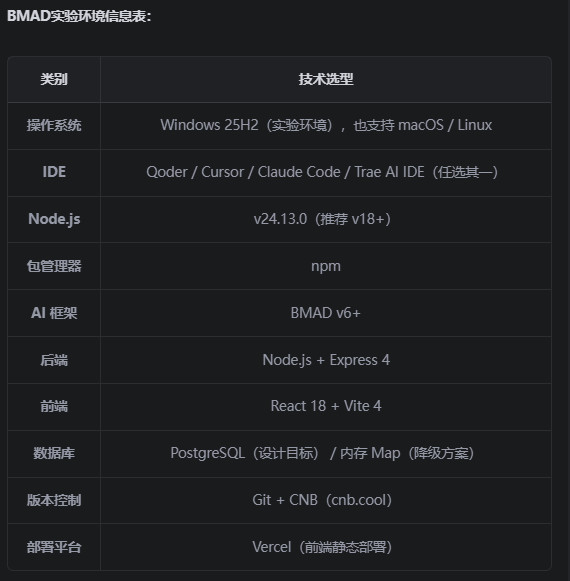 BMAD实验环境信息表：
类别 技术选型
操作系统 Windows 25H2（实验环境），也支持 macOS / Linux
IDE Qoder / Cursor / Claude Code / Trae AI IDE（任选其一）
Node.js v24.13.0（推荐 v18+）
包管理器 npm
AI 框架 BMAD v6+
后端 Node.js + Express 4
前端 React 18 + Vite 4
数据库 PostgreSQL（设计目标） / 内存 Map（降级方案）
版本控制 Git + CNB（cnb.cool）
部署平台 Vercel（前端静态部署）